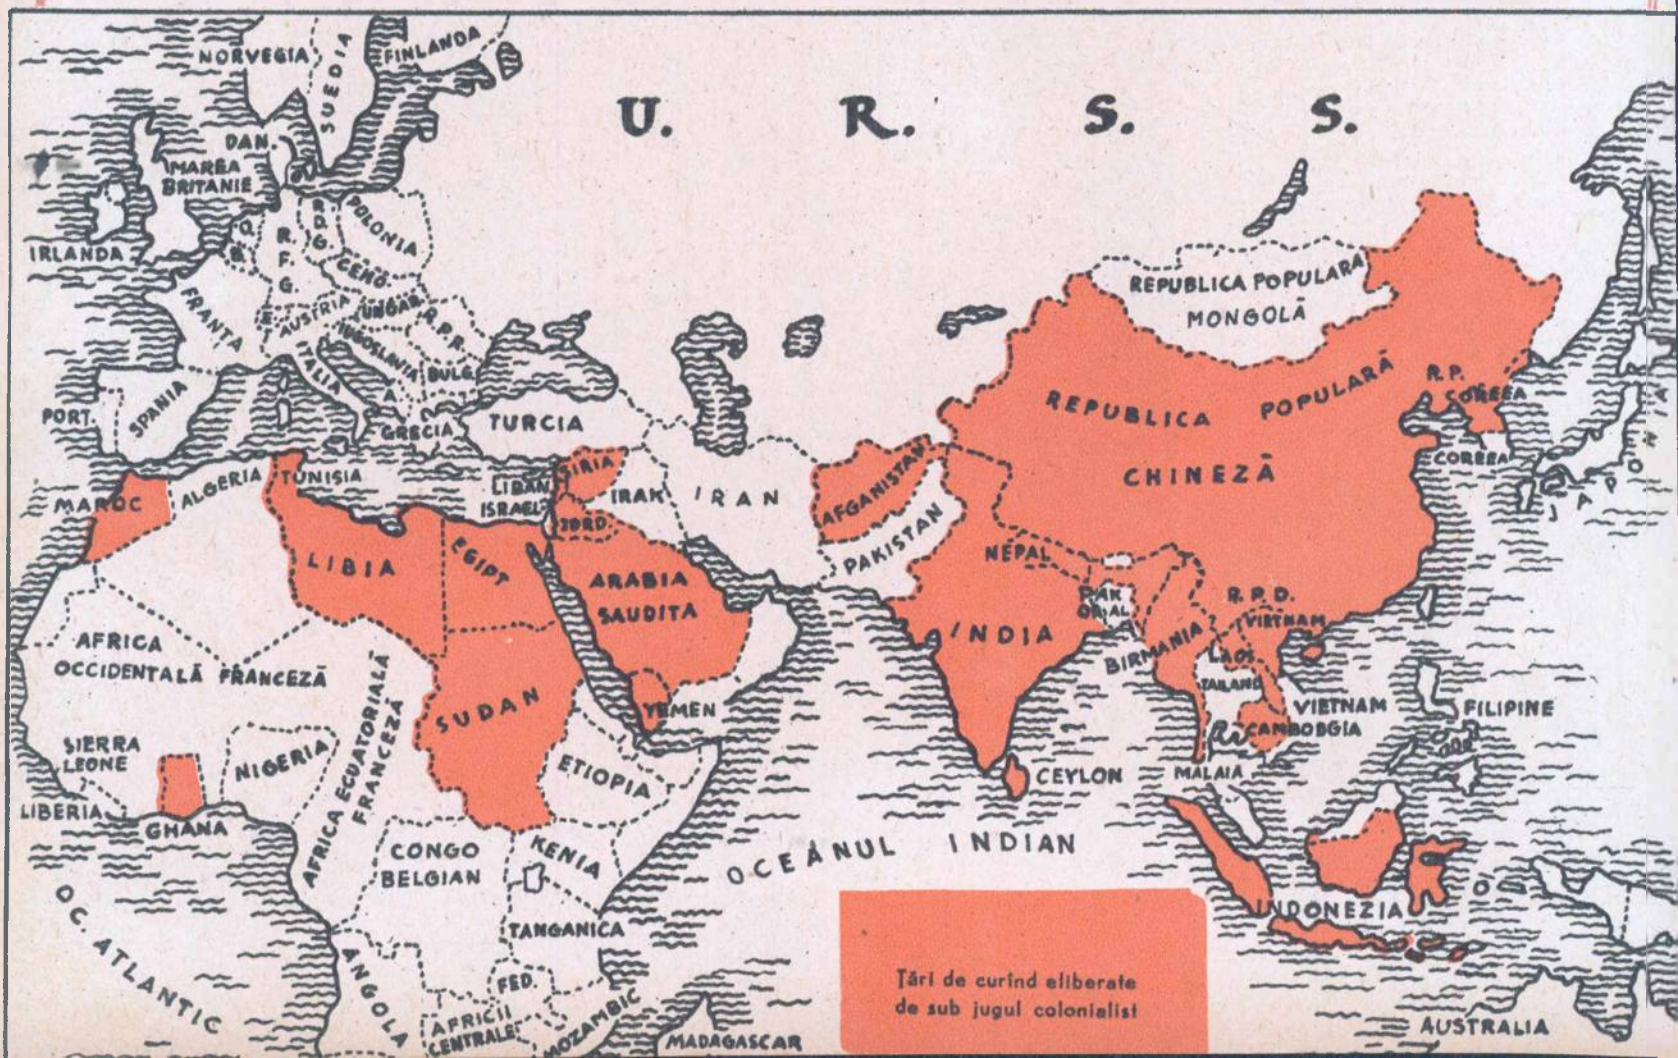 NORVEGIA
SUEDIA
FINLANDA
U. R. S. S.
DAN.
MAREA
BRITANIE
IRLANDA
O.
B.
R.
F.
G.
R.
D.
G.
POLONIA
CEHO.
FRANȚA
E.
AUSTRIA
UNGAR.
R.P.R.
IUGOSLAVIA
ITALIA
BULG.
A.
PORT.
SPANIA
GRECIA
TURCIA
REPUBLICA POPULARĂ
MONGOLĂ
REPUBLICA POPULARĂ
CHINEZĂ
R.P.
COREEA
COREEA
JAPONIA
MAROC
ALGERIA
TUNISIA
LIBAN
SIRIA
ISRAEL
IRAK
IRAN
IORD.
AFGANISTAN
PAKISTAN
NEPAL
LIBIA
EGIPT
ARABIA
SAUDITA
PAK
INDIA
BIRMANIA
R.P.D.
VIETNAM
LAOS
TAILAND
VIETNAM
CAMBOBGIA
FILIPINE
AFRICA
OCCIDENTALĂ FRANCEZĂ
AFRICA ECUATORIALĂ
FRANCEZĂ
SUDAN
YEMEN
SIERRA
LEONE
NIGERIA
ETIOPIA
CEYLON
MALAIA
LIBERIA
GHANA
CONGO
BELGIAN
KENIA
OCEANUL INDIAN
INDONEZIA
OC. ATLANTIC
TANGANICA
ANGOLA
FED.
AFRICII
CENTRALE
MOZAMBIC
MADAGASCAR
AUSTRALIA
Țări de curînd eliberate
de sub jugul colonialist